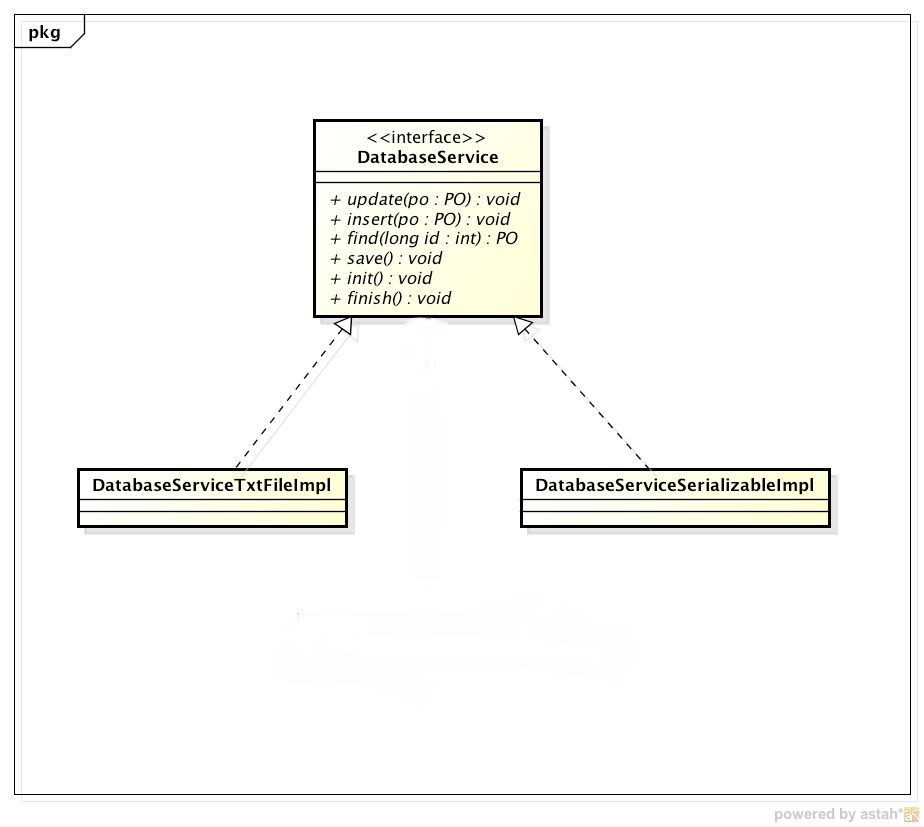 pkg
<<interface>>
DatabaseService
+ update(po : PO) : void
+ insert(po : PO) : void
+ find(long id : int) : PO
+ save() : void
+ init() : void
+ finish() : void
DatabaseServiceTxtFileImpl
DatabaseServiceSerializableImpl
powered by astah*